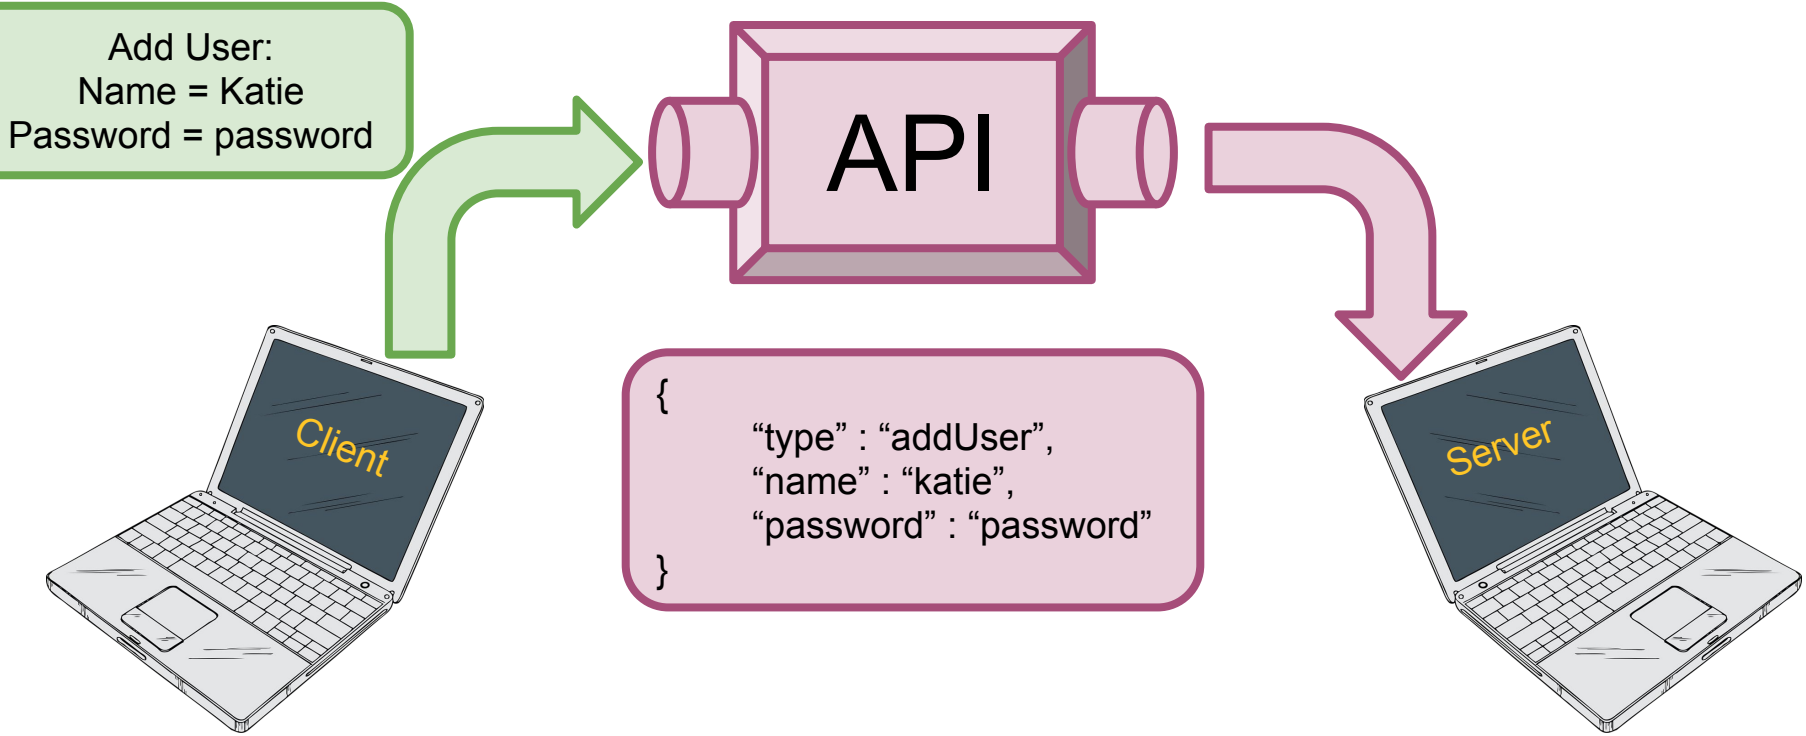 Add User:
Name = Katie
Password = password
API
Client
{
“type” : “addUser”,
“name” : “katie”,
“password” : “password”
}
Server